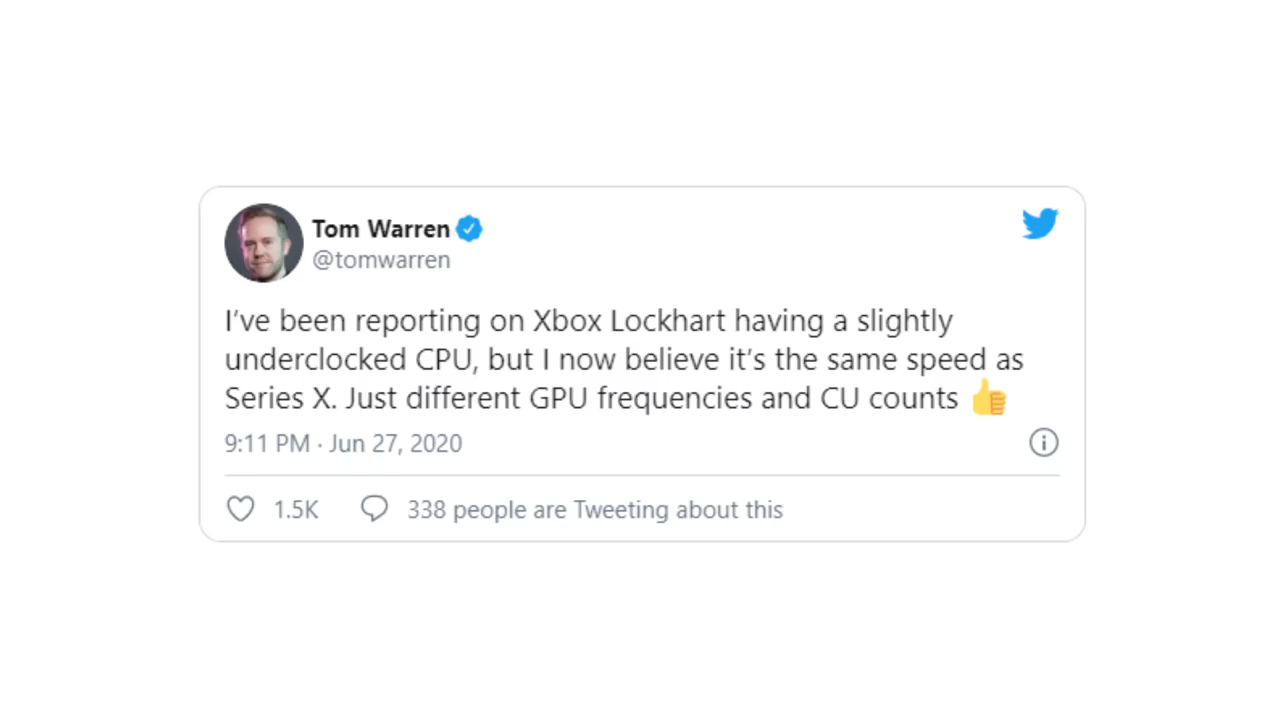 Tom Warren
@tomwarren
I’ve been reporting on Xbox Lockhart having a slightly
underclocked CPU, but I now believe it’s the same speed as
Series X. Just different GPU frequencies and CU counts 👍
9:11 PM · Jun 27, 2020
1.5K 338 people are Tweeting about this